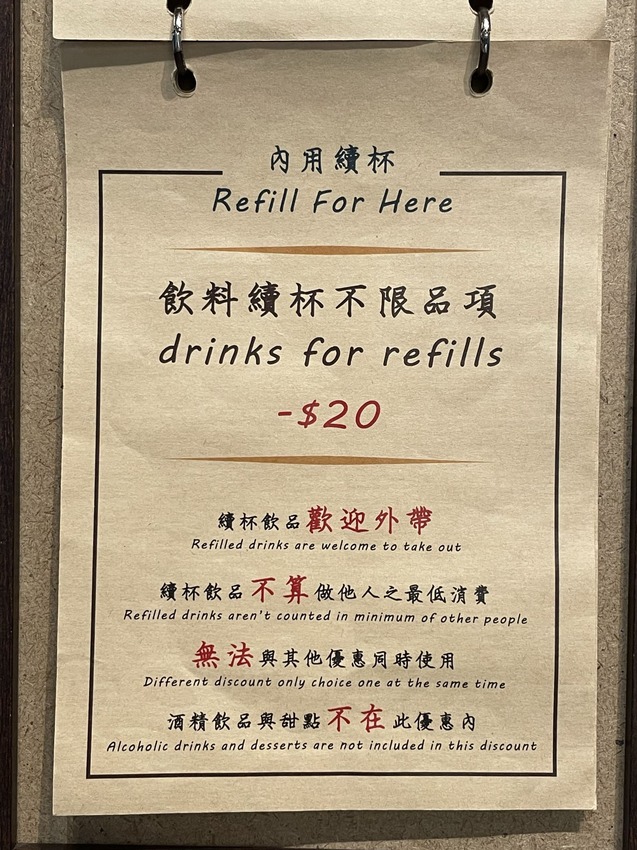 內用續杯
Refill For Here
飲料續杯不限品項
drinks for refills
-$20
續杯飲品歡迎外帶
Refilled drinks are welcome to take out
續杯飲品不算做他人之最低消費
Refilled drinks aren't counted in minimum of other people
無法與其他優惠同時使用
Different discount only choice one at the same time
酒精飲品與甜點不在此優惠內
Alcoholic drinks and desserts are not included in this discount